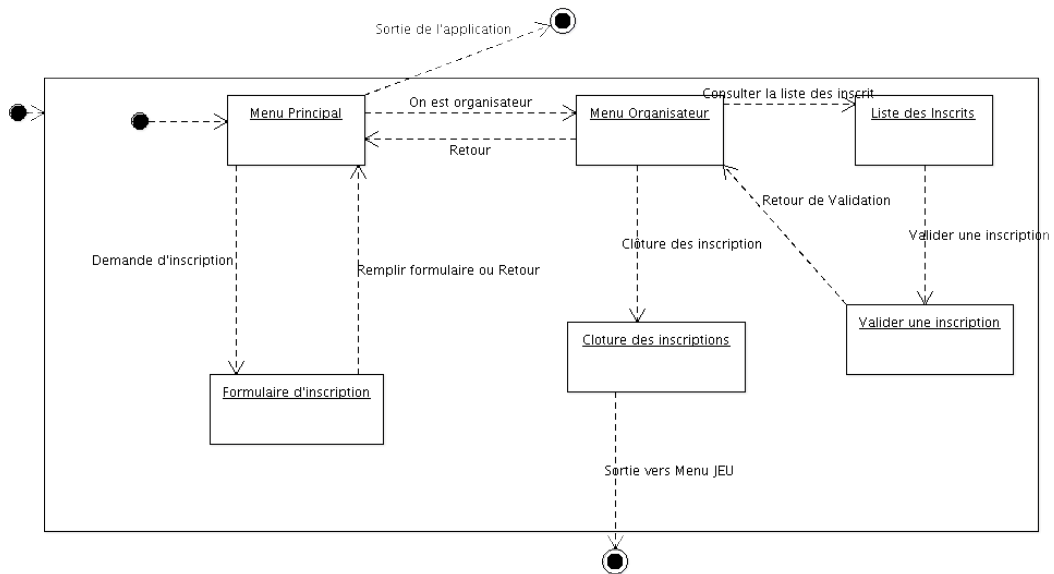 Sortie de l'application
Menu Principal
On est organisateur
Menu Organisateur
Consulter la liste des inscrit
Liste des Inscrits
Retour
Retour de Validation
Clôture des inscription
Valider une inscription
Demande d'inscription
Remplir formulaire ou Retour
Valider une inscription
Cloture des inscriptions
Formulaire d'inscription
Sortie vers Menu JEU